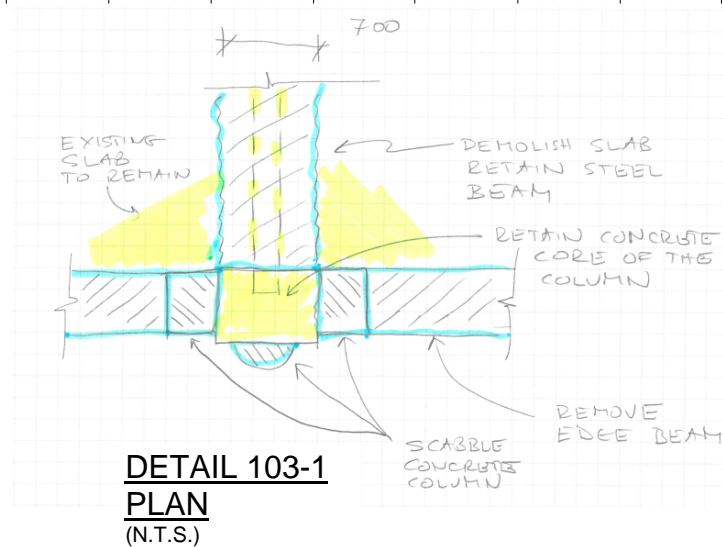 700
EXISTING
SLAB
TO REMAIN
DEMOLISH SLAB
RETAIN STEEL
BEAM
RETAIN CONCRETE
CORE OF THE
COLUMN
REMOVE
EDGE BEAM
SCABBLE
CONCRETE
COLUMN
DETAIL 103-1
PLAN
(N.T.S.)